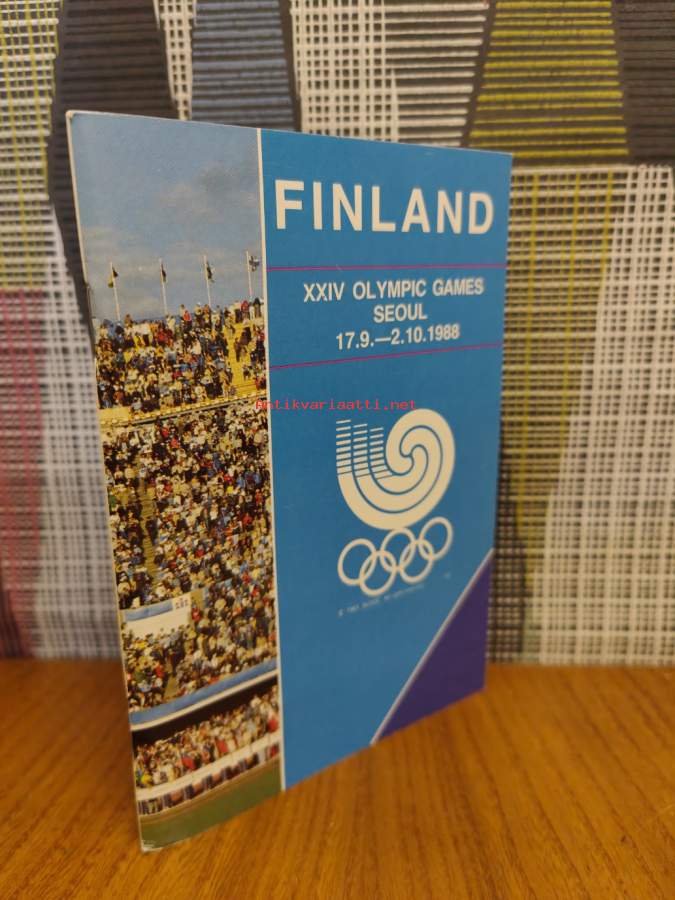 FINLAND
XXIV OLYMPIC GAMES
SEOUL
17.9.—2.10.1988
Antikvariaatti.net